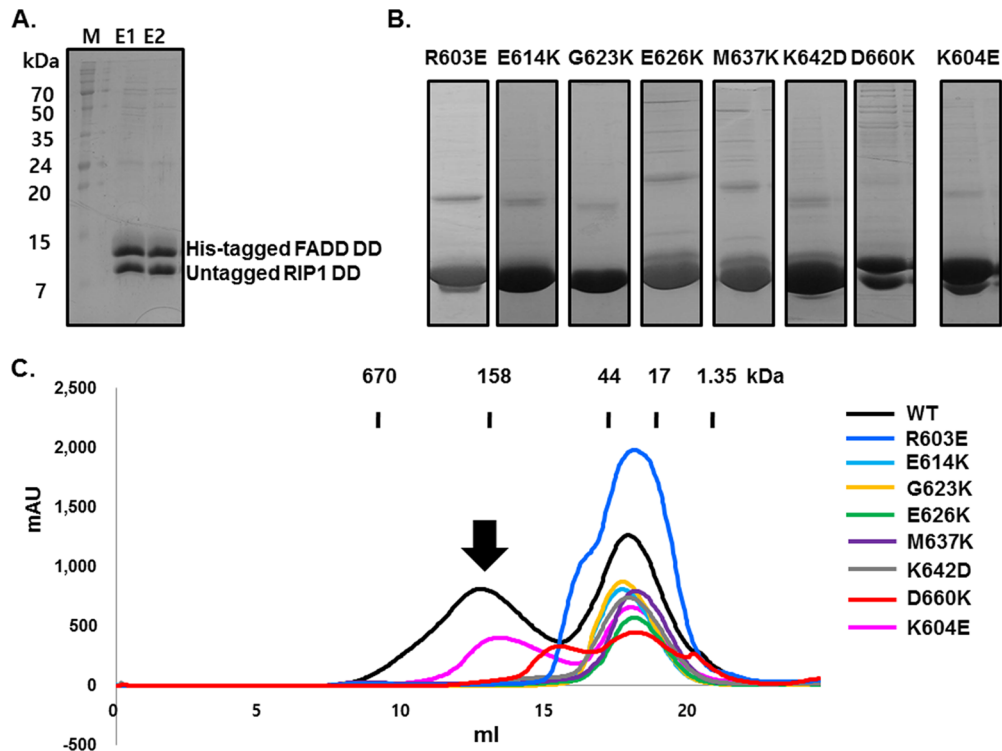 A.
M E1 E2
kDa
70
50
35
24
20
15
7
His-tagged FADD DD
Untagged RIP1 DD
B.
R603E E614K G623K E626K M637K K642D D660K K604E
C.
670 158 44 17 1.35 kDa
2,500
2,000
1,500
1,000
500
0
-500
mAU
0 5 10 15 20
ml
WT
R603E
E614K
G623K
E626K
M637K
K642D
D660K
K604E